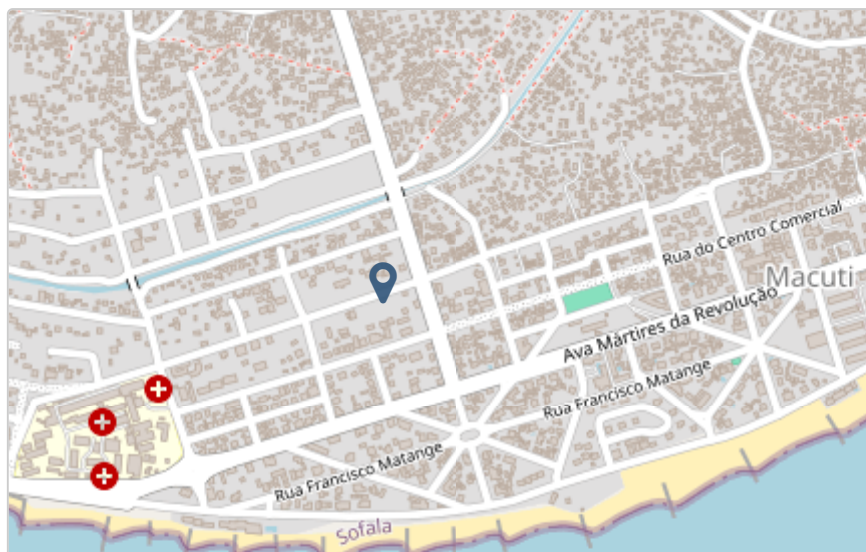 Rua do Centro Comercial
Macuti
Ava Mártires da Revolução
Rua Francisco Matange
Rua Francisco Matange
Sofala